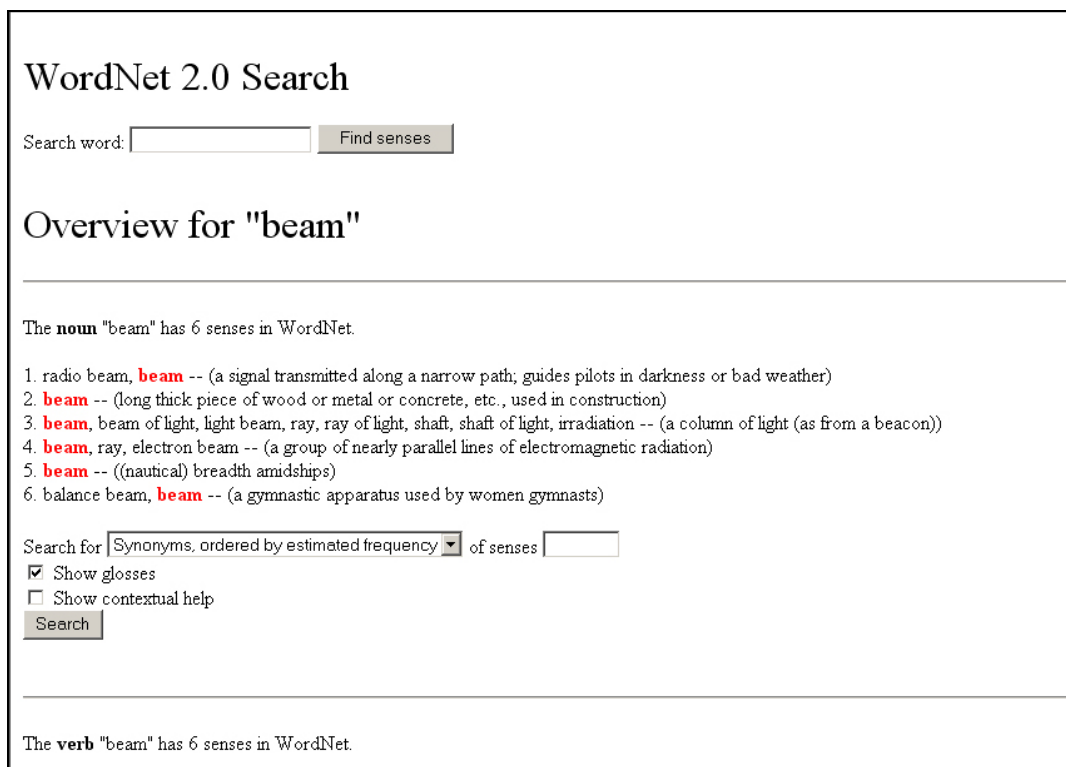 WordNet 2.0 Search
Search word: Find senses
Overview for "beam"
The noun "beam" has 6 senses in WordNet.
1. radio beam, beam -- (a signal transmitted along a narrow path; guides pilots in darkness or bad weather)
2. beam -- (long thick piece of wood or metal or concrete, etc., used in construction)
3. beam, beam of light, light beam, ray, ray of light, shaft, shaft of light, irradiation -- (a column of light (as from a beacon))
4. beam, ray, electron beam -- (a group of nearly parallel lines of electromagnetic radiation)
5. beam -- ((nautical) breadth amidships)
6. balance beam, beam -- (a gymnastic apparatus used by women gymnasts)
Search for Synonyms, ordered by estimated frequency of senses
Show glosses
Show contextual help
Search
The verb "beam" has 6 senses in WordNet.